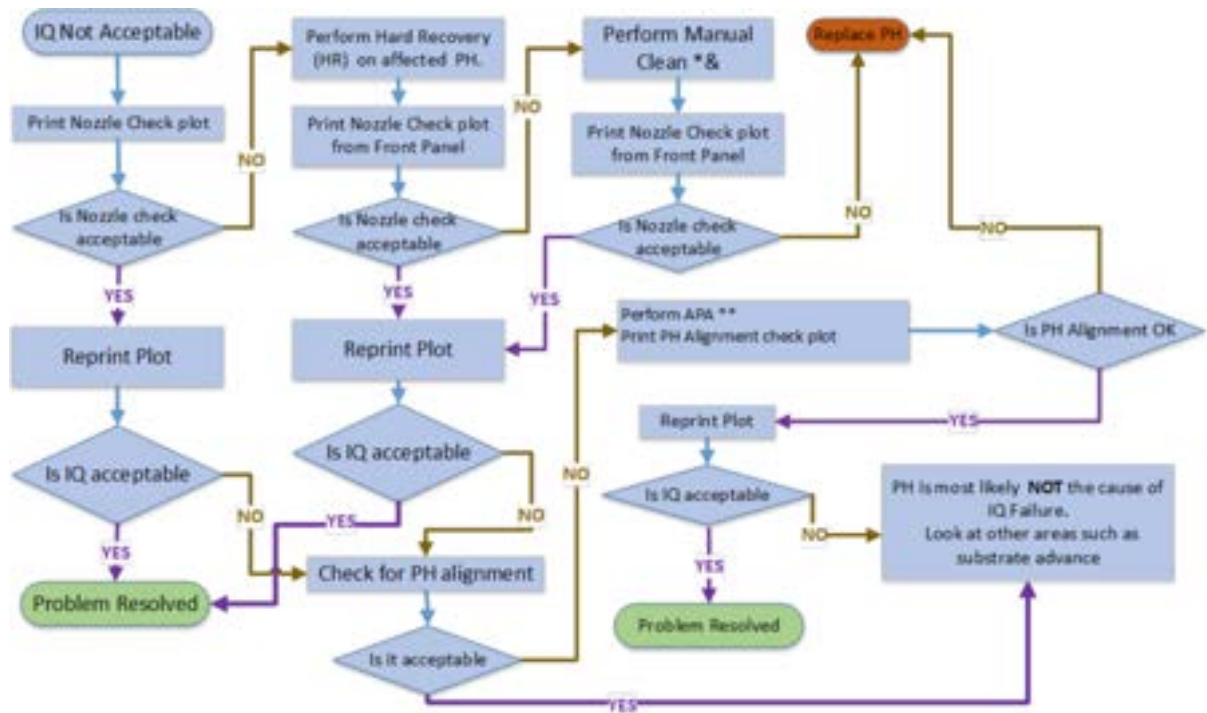 IQ Not Acceptable
Print Nozzle Check plot
Is Nozzle check
acceptable
YES
NO
Reprint Plot
Is IQ acceptable
YES
NO
Problem Resolved
Perform Hard Recovery
(HR) on affected PH.
Print Nozzle Check plot
from Front Panel
Is Nozzle check
acceptable
YES
NO
Reprint Plot
Is IQ acceptable
YES
NO
Check for PH alignment
Is it acceptable
NO
YES
Perform Manual
Clean *&
Print Nozzle Check plot
from Front Panel
Is Nozzle check
acceptable
YES
NO
Replace PH
Perform APA **
Print PH Alignment check plot
Is PH Alignment OK
NO
YES
Reprint Plot
Is IQ acceptable
YES
NO
Problem Resolved
PH is most likely NOT the cause of
IQ Failure.
Look at other areas such as
substrate advance